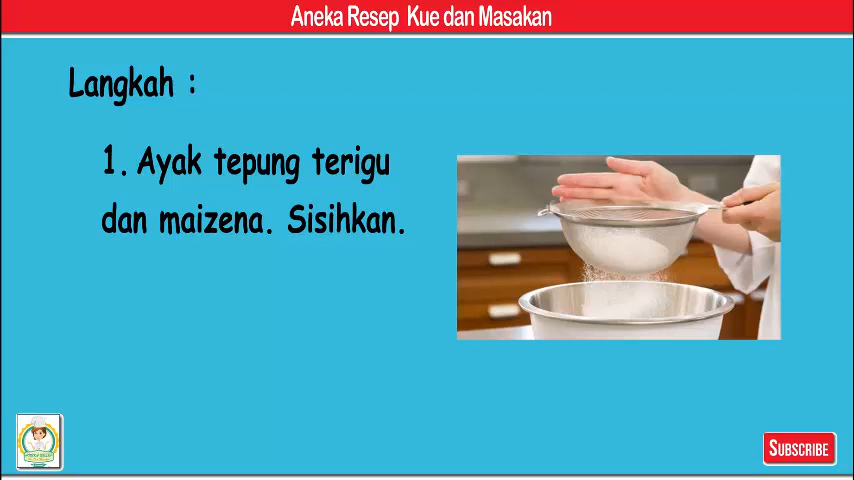 Aneka Resep Kue dan Masakan
Langkah :
1. Ayak tepung terigu
dan maizena. Sisihkan.
SUBSCRIBE